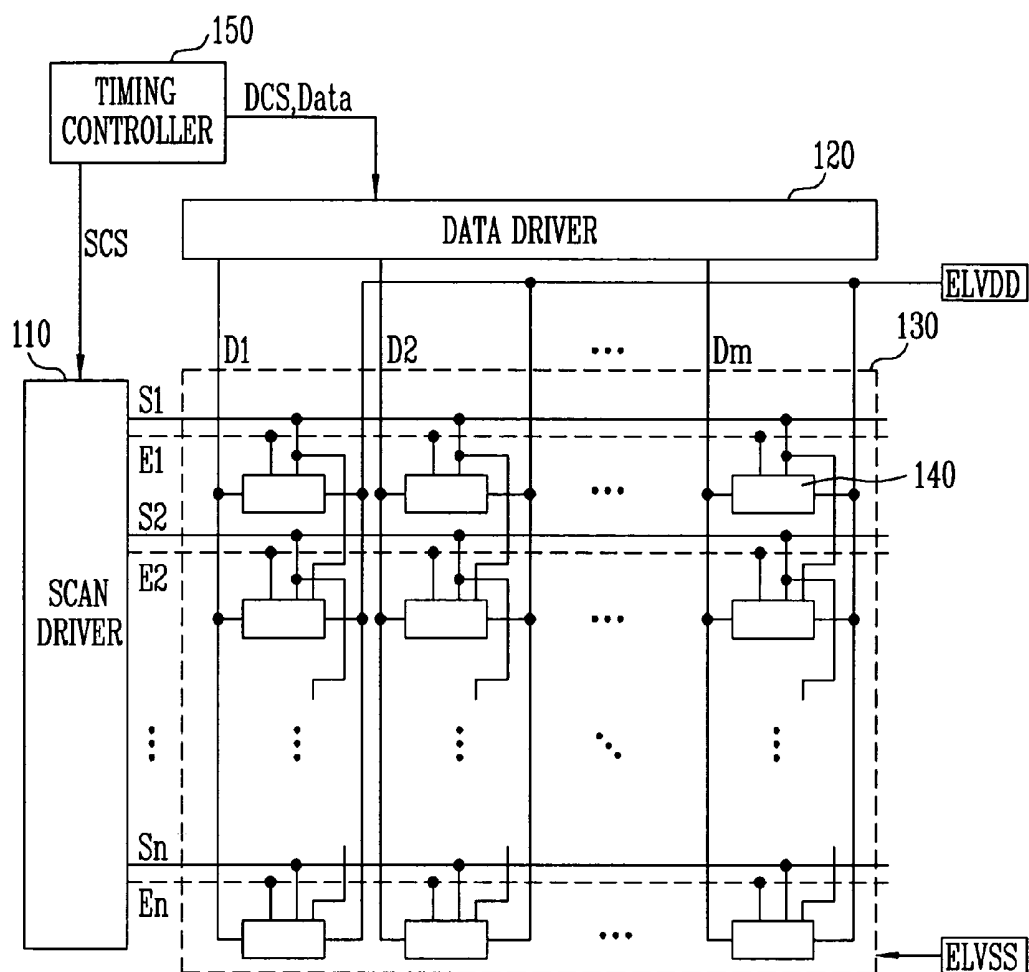 150
TIMING
CONTROLLER
DCS,Data
120
DATA DRIVER
SCS
ELVDD
110
D1
D2
...
Dm
130
S1
E1
...
140
S2
E2
SCAN
DRIVER
...
Sn
En
...
ELVSS